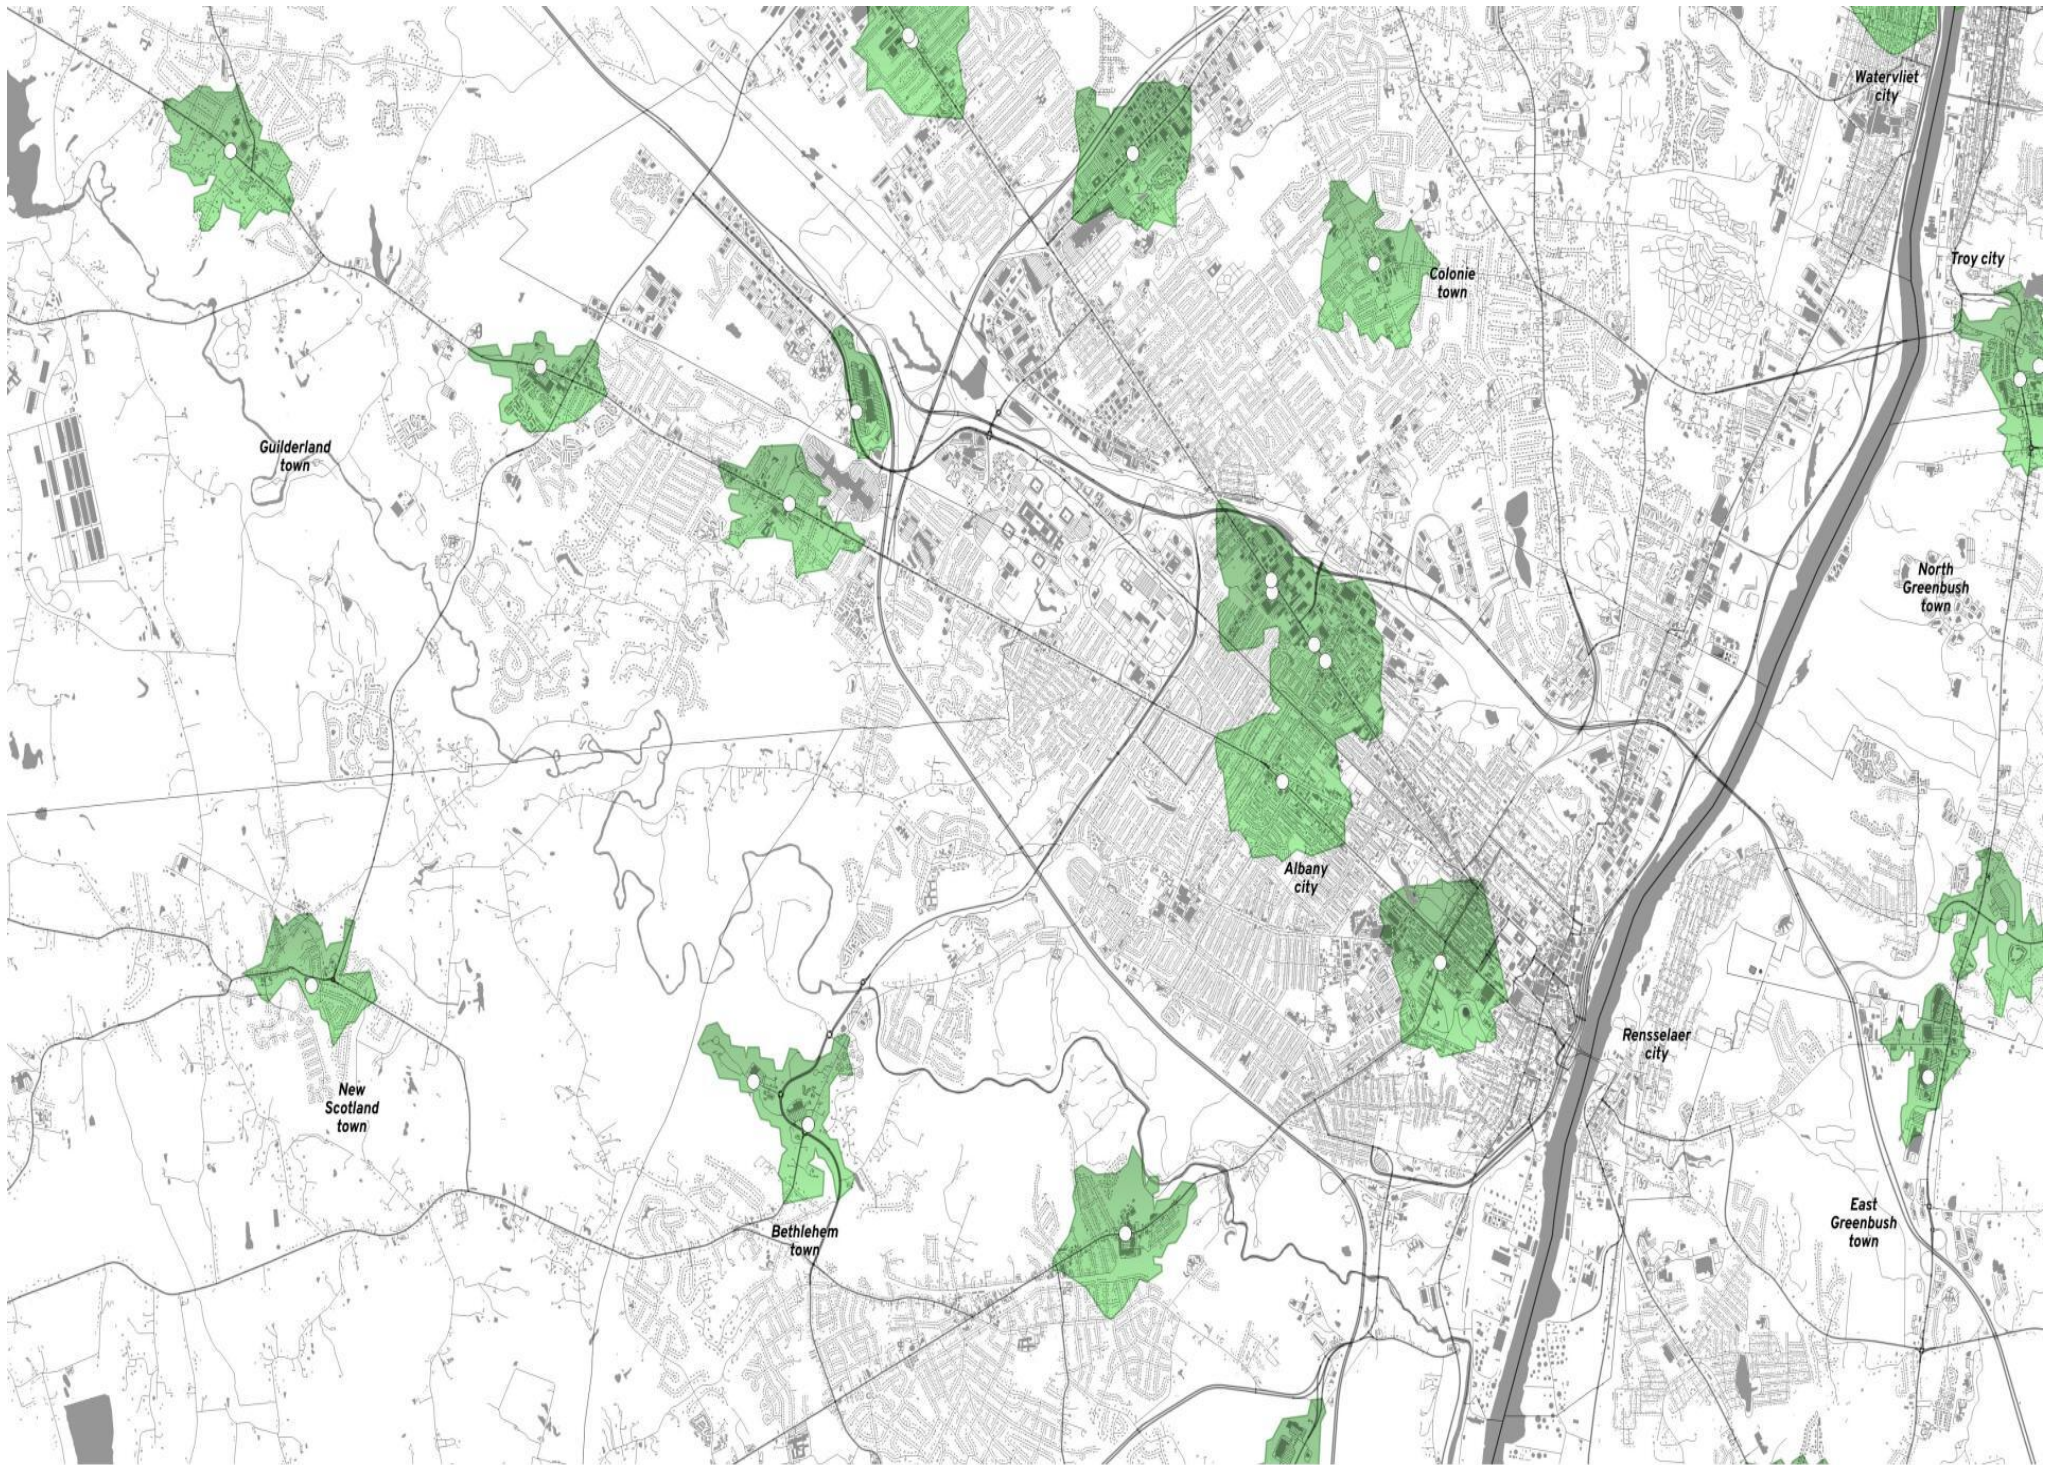 Watervliet
city
Troy city
Colonie
town
Guilderland
town
North
Greenbush
town
Albany
city
Rensselaer
city
New
Scotland
town
East
Greenbush
town
Bethlehem
town